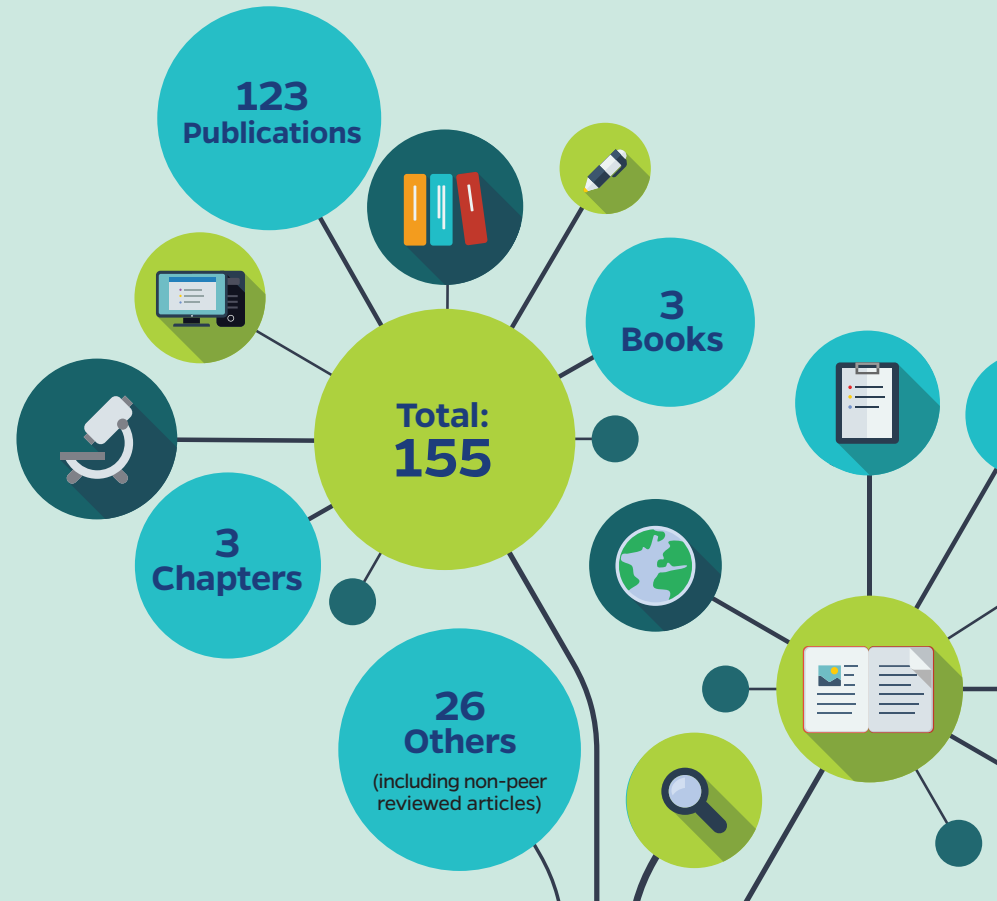 123
Publications
3
Books
Total:
155
3
Chapters
26
Others
(including non-peer
reviewed articles)